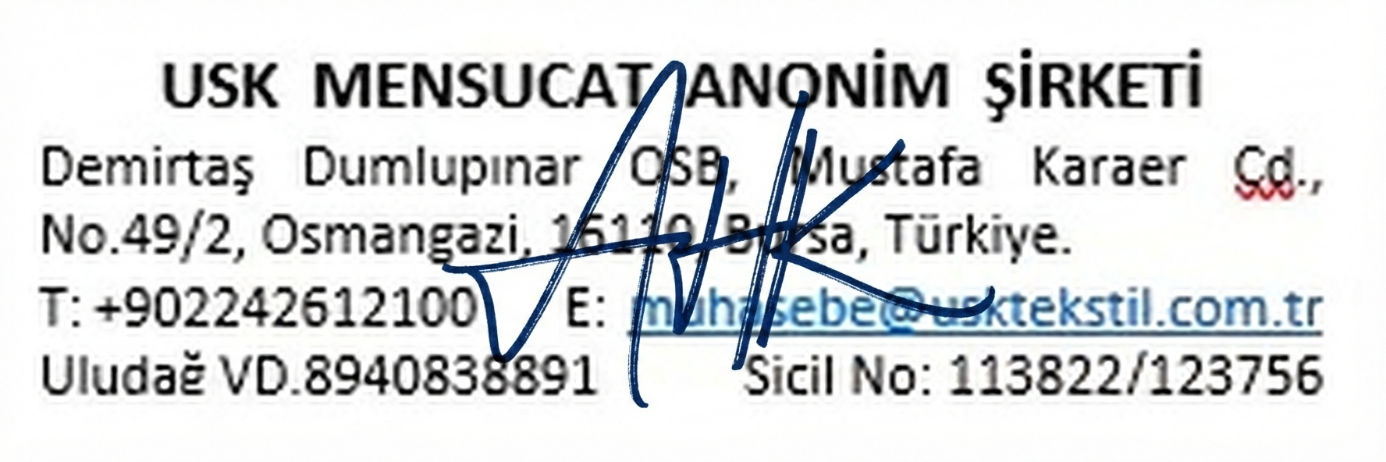 USK MENSUCAT ANONİM ŞİRKETİ
Demirtaş Dumlupınar OSB, Mustafa Karaer Cd.,
No.49/2, Osmangazi, 16110, Bursa, Türkiye.
T: +902242612100 E: muhasebe@usktekstil.com.tr
Uludağ VD.8940838891 Sicil No: 113822/123756